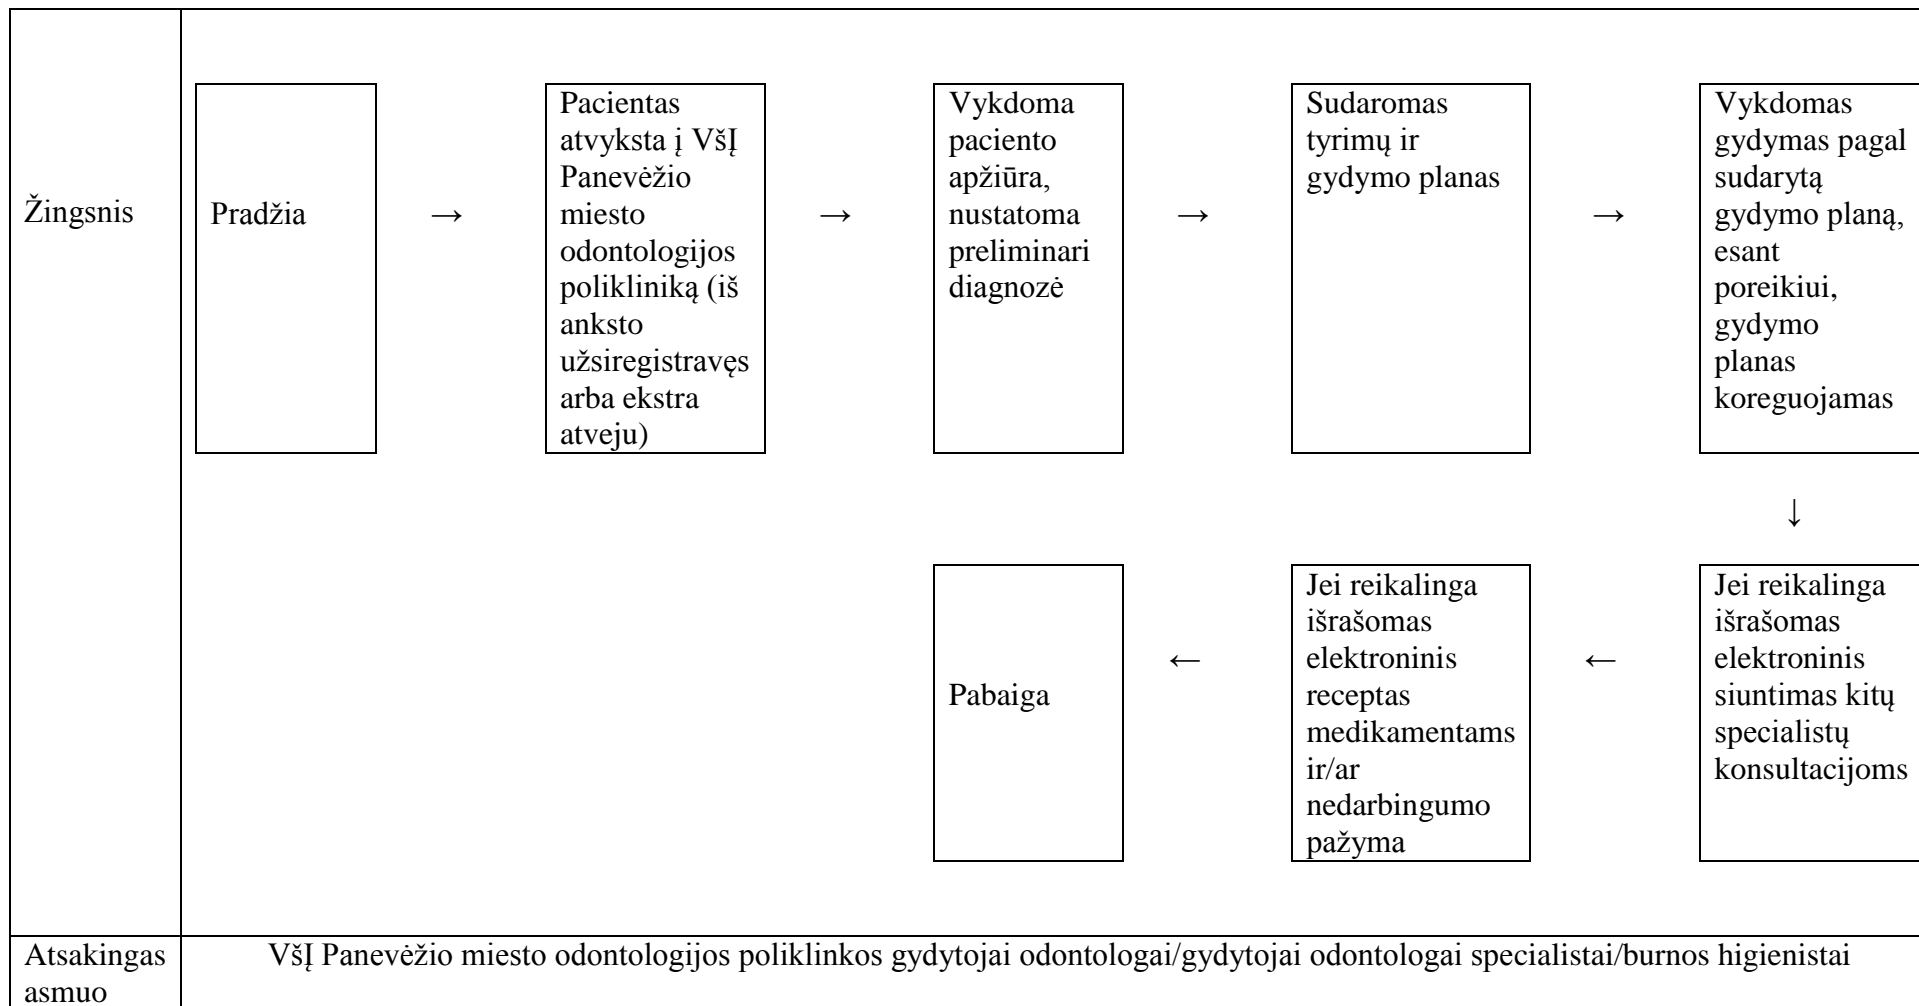 Žingsnis
Pradžia
→
Pacientas
atvyksta į VšĮ
Panevėžio
miesto
odontologijos
polikliniką (iš
anksto
užsiregistravęs
arba ekstra
atveju)
→
Vykdoma
paciento
apžiūra,
nustatoma
preliminari
diagnozė
→
Sudaromas
tyrimų ir
gydymo planas
→
Vykdomas
gydymas pagal
sudarytą
gydymo planą,
esant
poreikiui,
gydymo
planas
koreguojamas
↓
Jei reikalinga
išrašomas
elektroninis
siuntimas kitų
specialistų
konsultacijoms
←
Jei reikalinga
išrašomas
elektroninis
receptas
medikamentams
ir/ar
nedarbingumo
pažyma
←
Pabaiga
Atsakingas
asmuo
VšĮ Panevėžio miesto odontologijos poliklinkos gydytojai odontologai/gydytojai odontologai specialistai/burnos higienistai